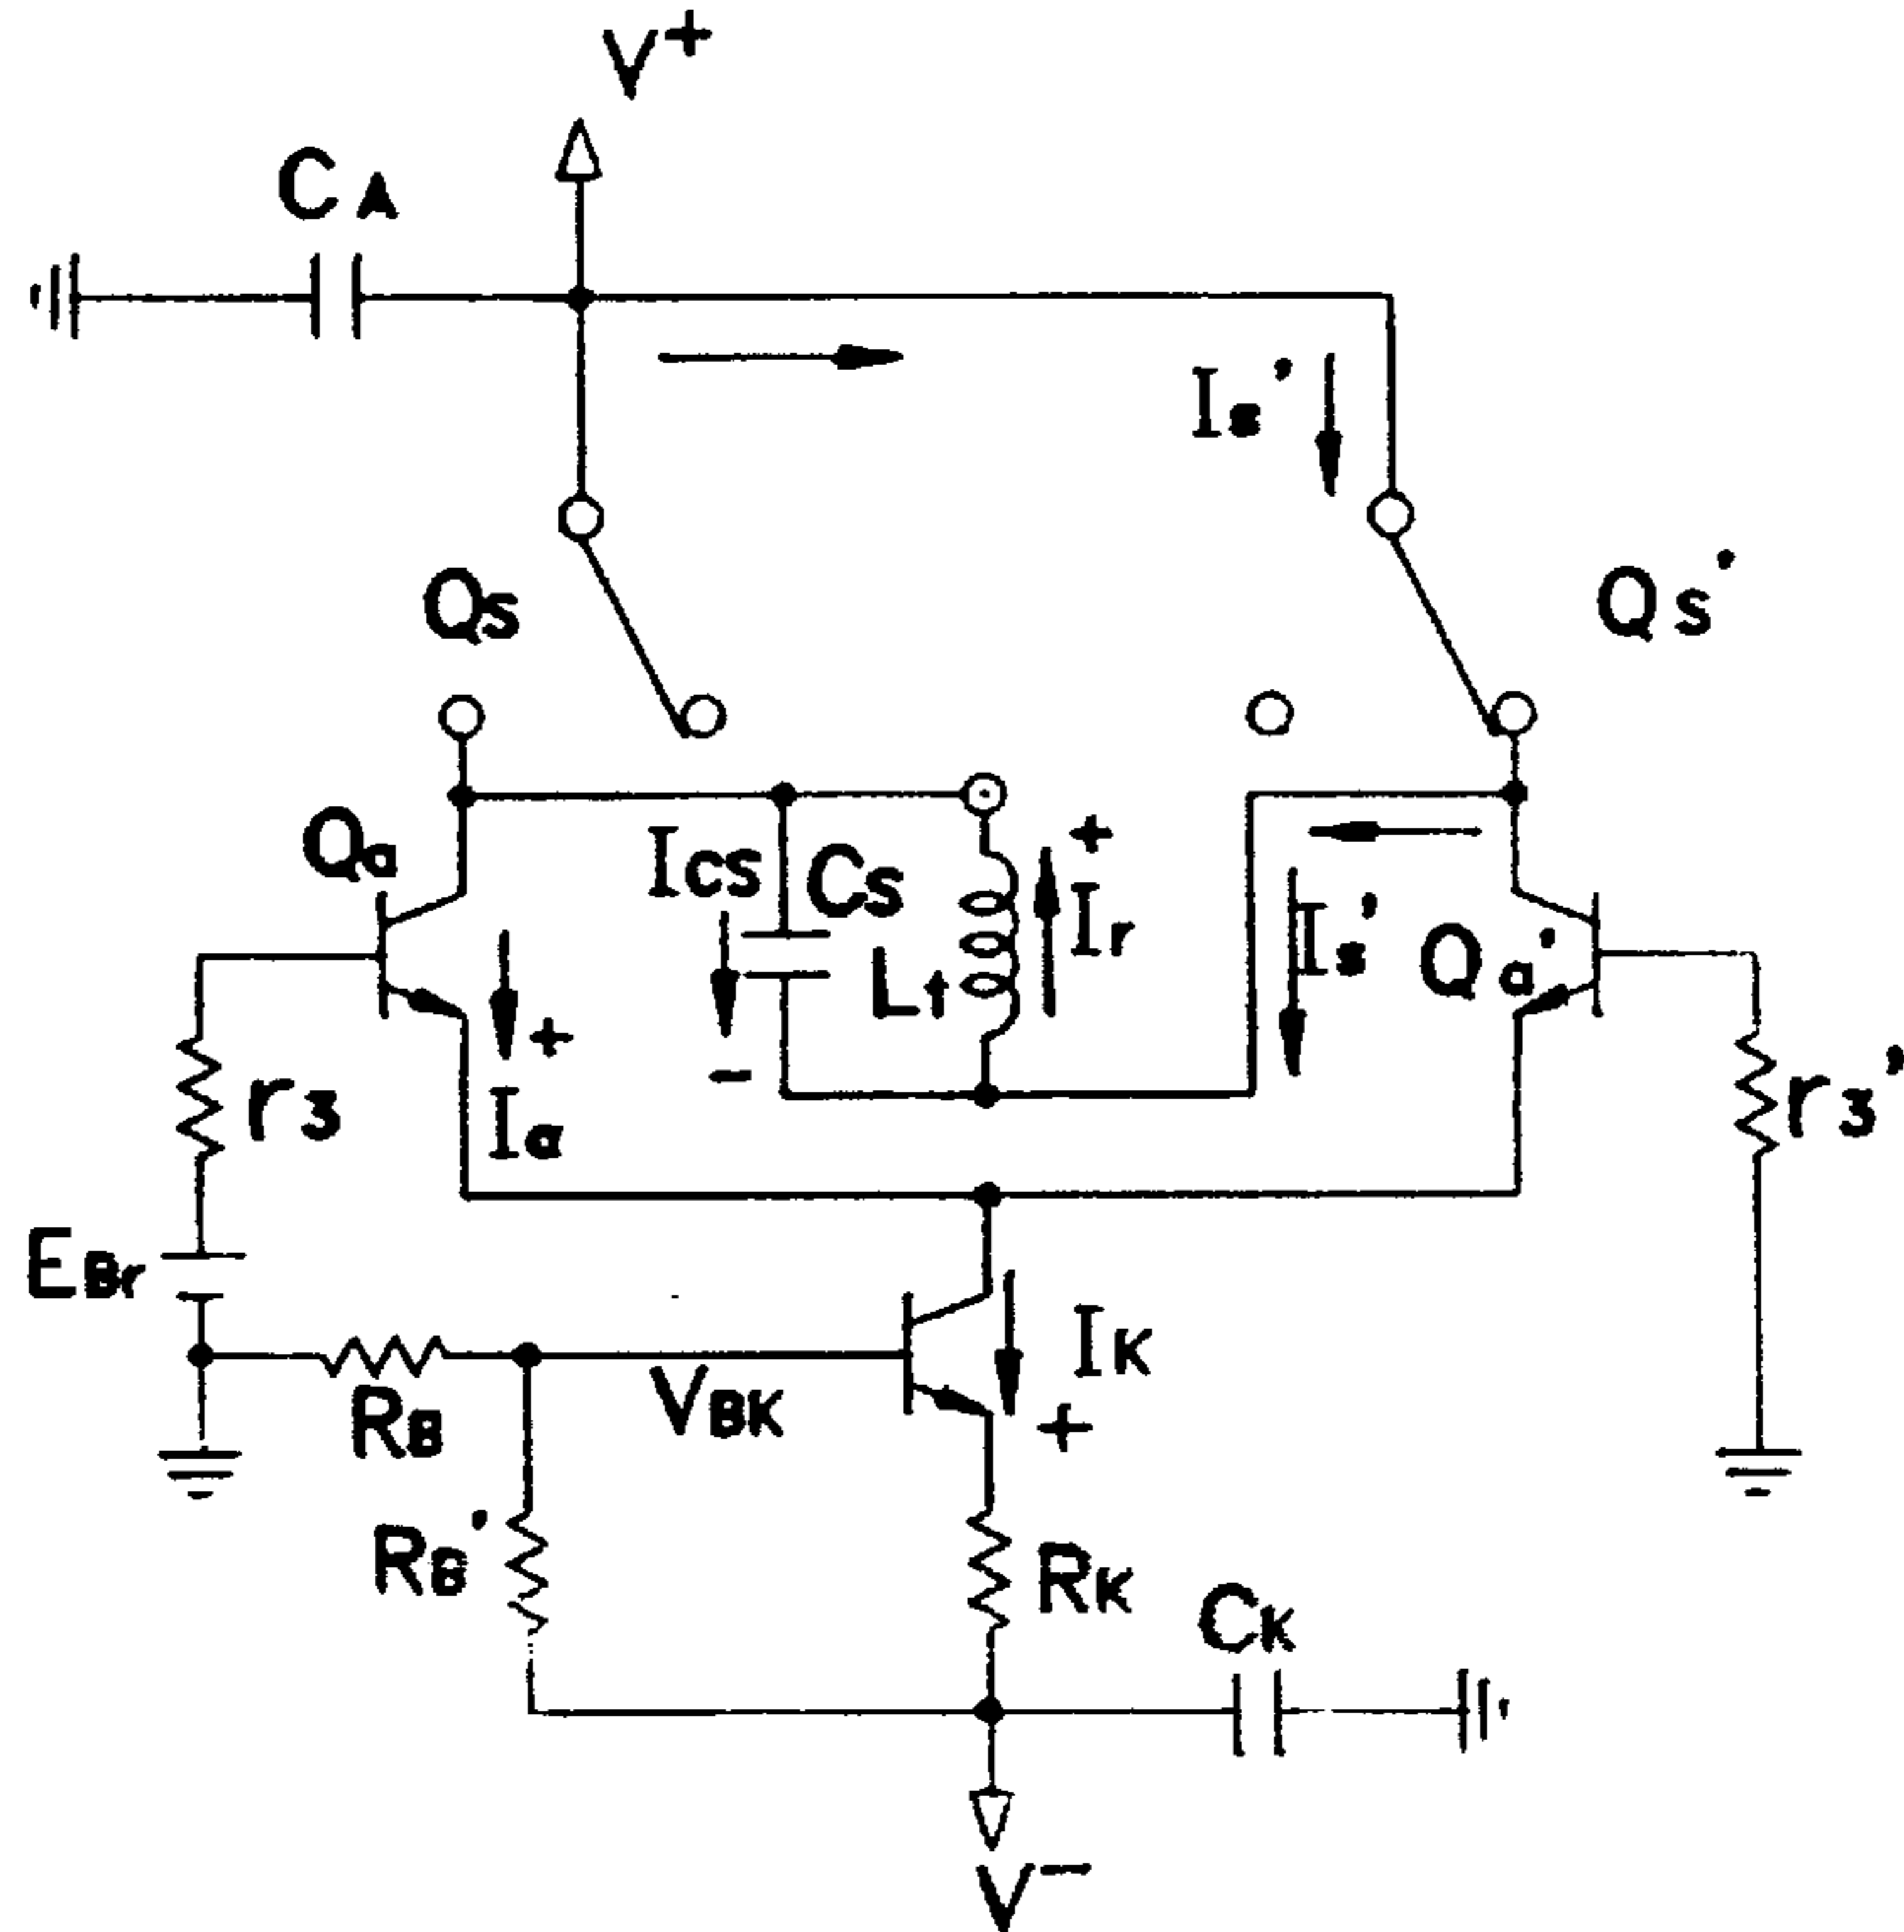 V+
CA
Is'
Qs
Qs'
Qa
Ics
Cs
+
Ir
Is'
Qa'
Lt
+
-
r3
Ia
r3'
EBr
IK
RB
VBK
+
RB'
RK
CK
V-